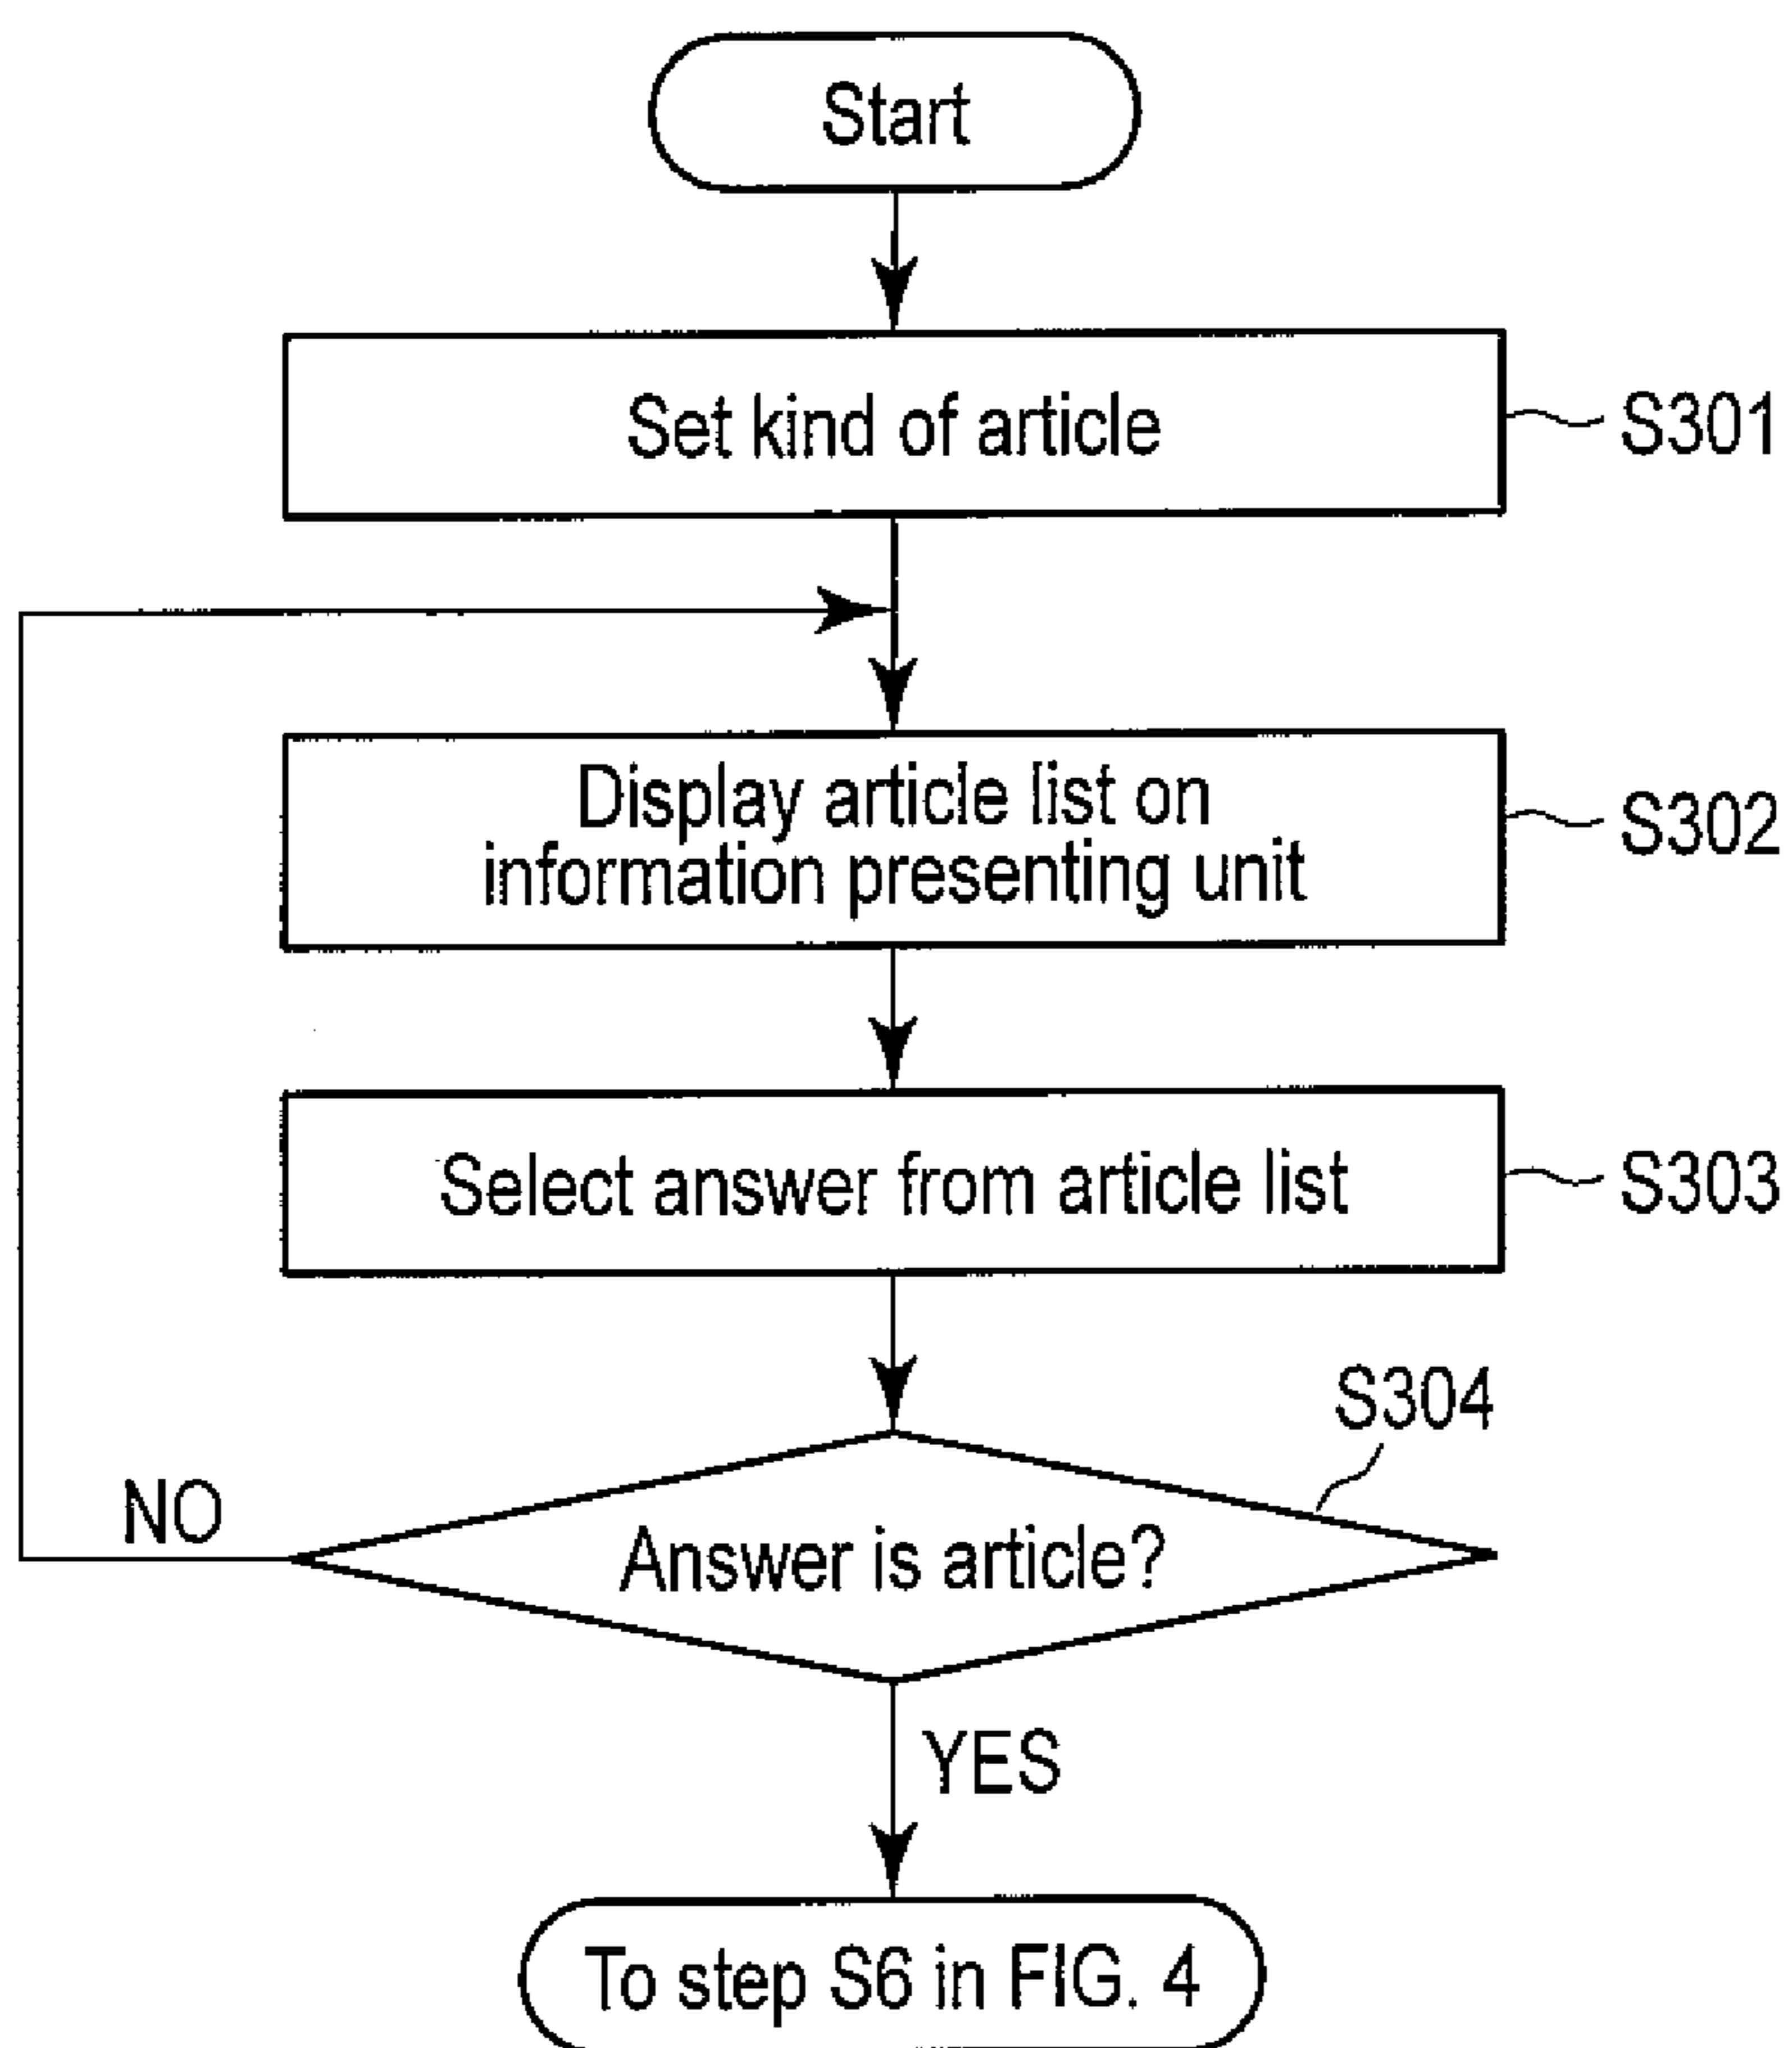 Start
Set kind of article
S301
Display article list on
information presenting unit
S302
Select answer from article list
S303
S304
NO
Answer is article?
YES
To step S6 in FIG. 4